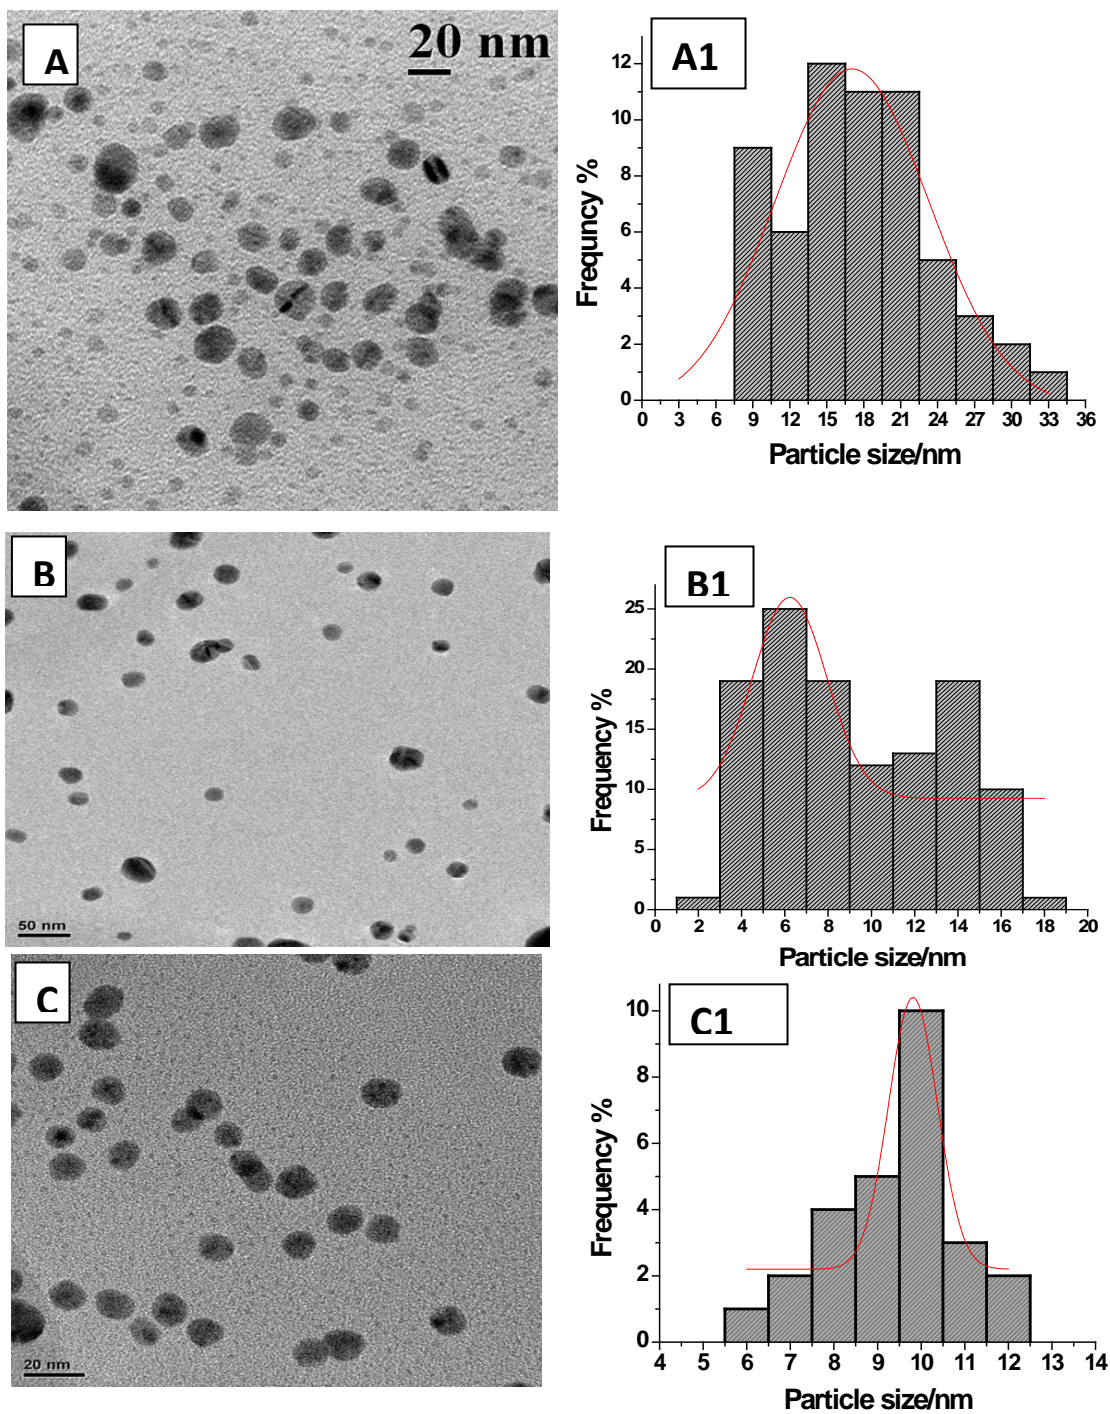 A
20 nm
A1
12
10
8
6
4
2
0
Frequncy %
0 3 6 9 12 15 18 21 24 27 30 33 36
Particle size/nm
B
50 nm
B1
25
20
15
10
5
0
Frequency %
0 2 4 6 8 10 12 14 16 18 20
Particle size/nm
C
20 nm
C1
10
8
6
4
2
0
Frequency %
4 5 6 7 8 9 10 11 12 13 14
Particle size/nm